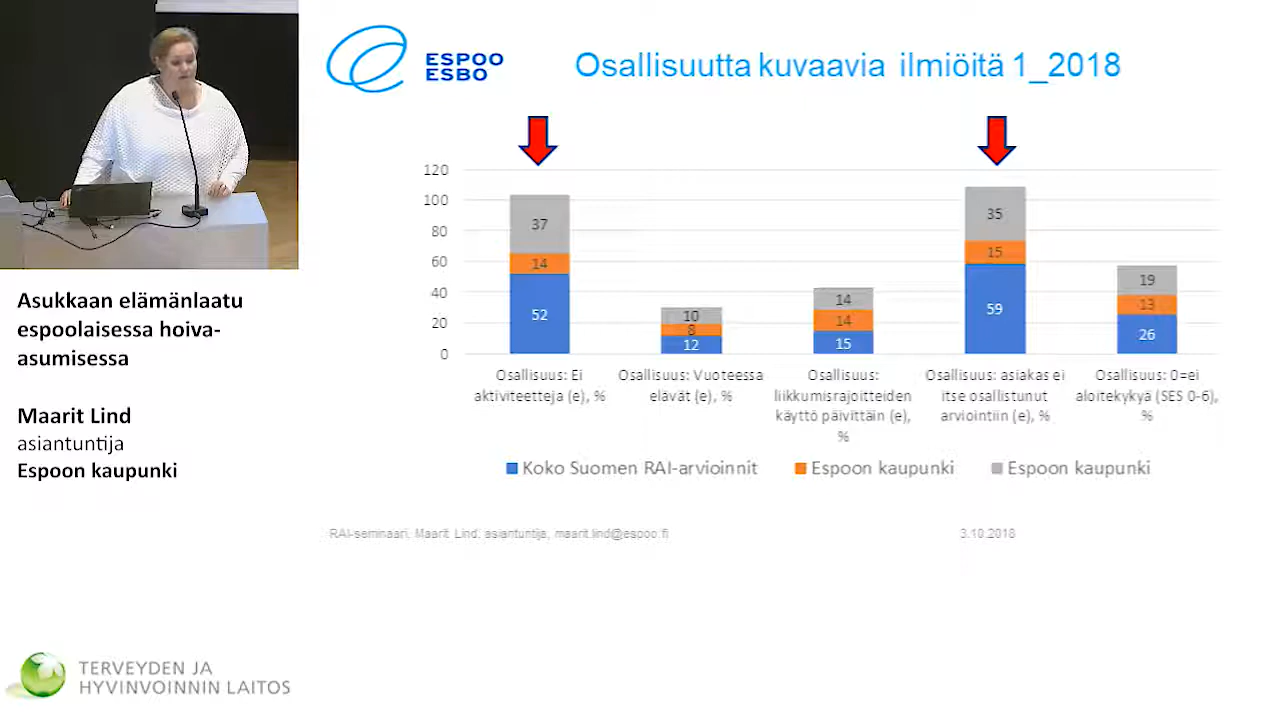 ESPOO
ESBO
Osallisuutta kuvaavia ilmiöitä 1_2018
Asukkaan elämänlaatu
espoolaisessa hoiva-
asumisessa
Maarit Lind
asiantuntija
Espoon kaupunki
120
100
80
60
40
20
0
37
14
52
10
8
12
14
14
15
35
15
59
19
13
26
Osallisuus: Ei
aktiviteetteja (e), %
Osallisuus: Vuoteessa
elävät (e), %
Osallisuus:
liikkumisrajoitteiden
käyttö päivittäin (e),
%
Osallisuus: asiakas ei
itse osallistunut
arviointiin (e), %
Osallisuus: 0=ei
aloitekykyä (SES 0-6),
%
Koko Suomen RAI-arvioinnit
Espoon kaupunki
Espoon kaupunki
RAI-seminaari. Maarit Lind: asiantuntija, maarit.lind@espoo.fi
3.10.2018
TERVEYDEN JA
HYVINVOINNIN LAITOS